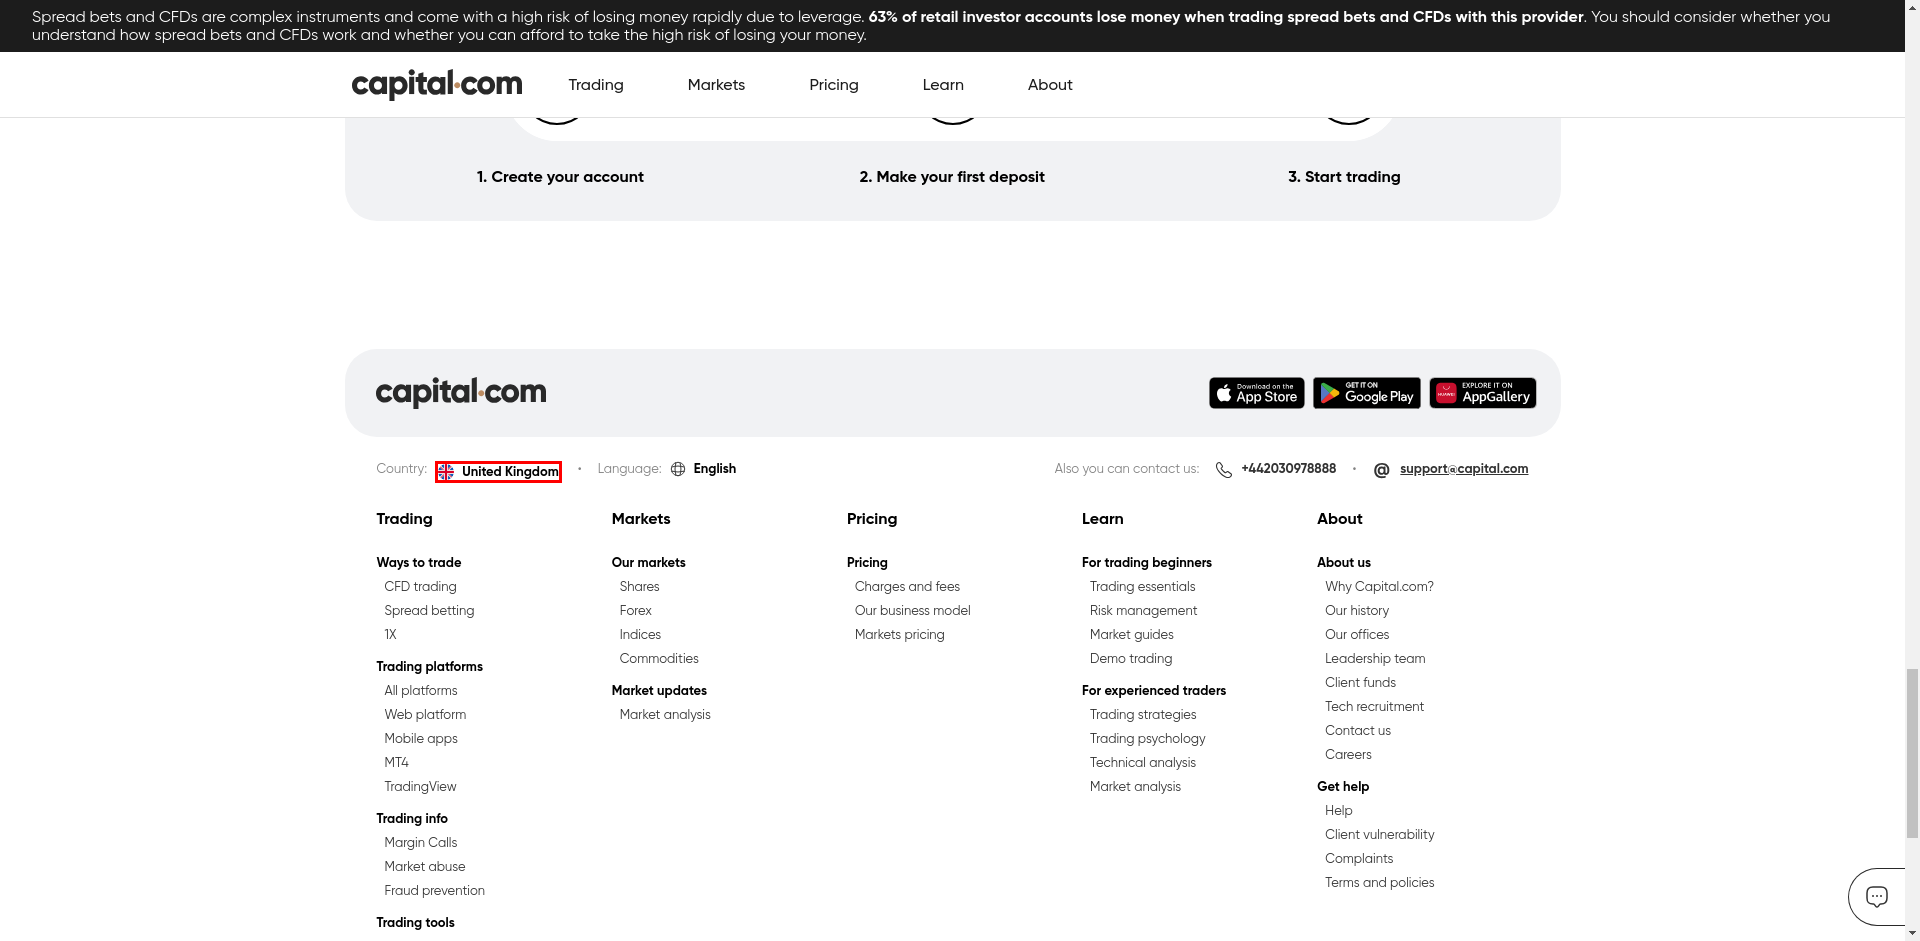 Spread bets and CFDs are complex instruments and come with a high risk of losing money rapidly due to leverage. 63% of retail investor accounts lose money when trading spread bets and CFDs with this provider. You should consider whether you
understand how spread bets and CFDs work and whether you can afford to take the high risk of losing your money.
capital.com Trading Markets Pricing Learn About
1. Create your account 2. Make your first deposit 3. Start trading
capital.com
Download on the App Store
GET IT ON Google Play
HUAWEI EXPLORE IT ON AppGallery
Country: United Kingdom • Language: English
Also you can contact us: +442030978888 • @ support@capital.com
Trading
Ways to trade
CFD trading
Spread betting
1X
Trading platforms
All platforms
Web platform
Mobile apps
MT4
TradingView
Trading info
Margin Calls
Market abuse
Fraud prevention
Trading tools
Markets
Our markets
Shares
Forex
Indices
Commodities
Market updates
Market analysis
Pricing
Pricing
Charges and fees
Our business model
Markets pricing
Learn
For trading beginners
Trading essentials
Risk management
Market guides
Demo trading
For experienced traders
Trading strategies
Trading psychology
Technical analysis
Market analysis
About
About us
Why Capital.com?
Our history
Our offices
Leadership team
Client funds
Tech recruitment
Contact us
Careers
Get help
Help
Client vulnerability
Complaints
Terms and policies